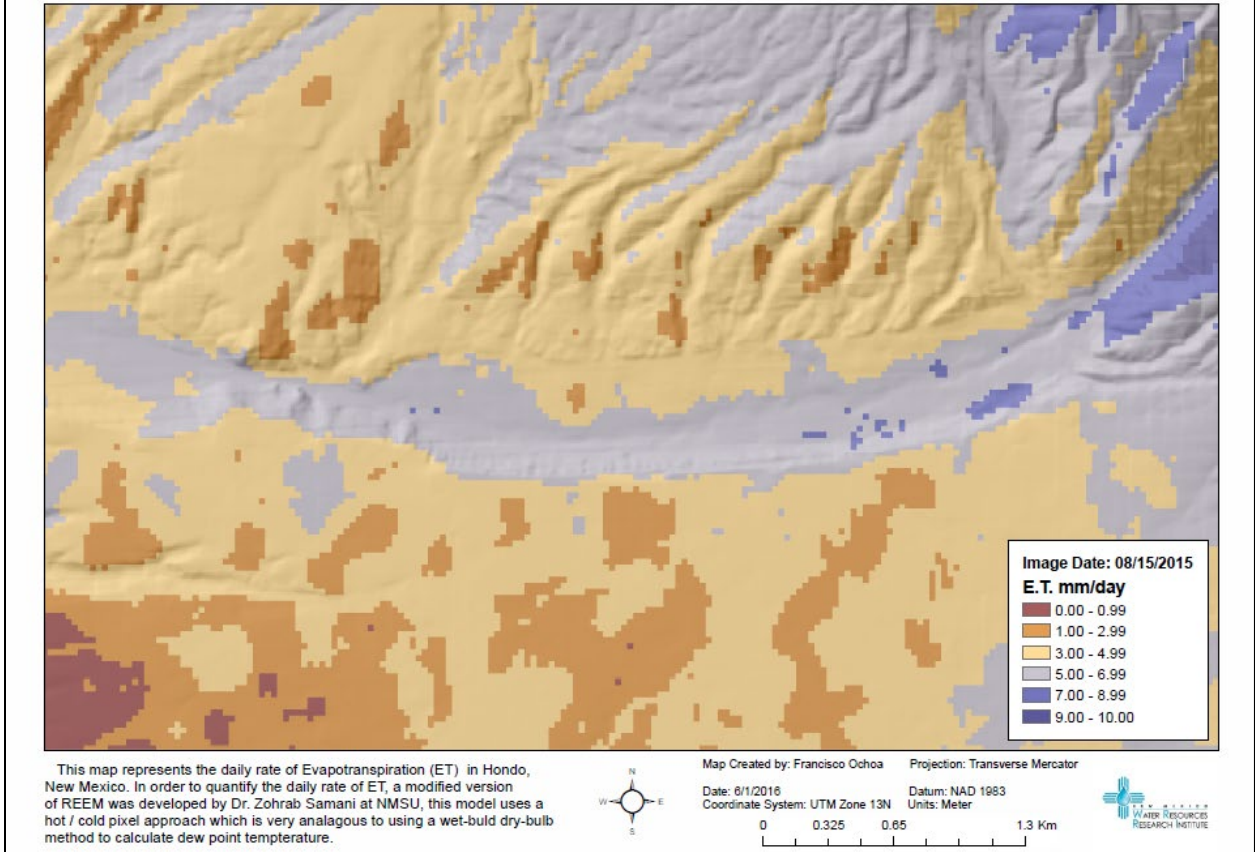 Image Date: 08/15/2015
E.T. mm/day
0.00 - 0.99
1.00 - 2.99
3.00 - 4.99
5.00 - 6.99
7.00 - 8.99
9.00 - 10.00
This map represents the daily rate of Evapotranspiration (ET) in Hondo,
New Mexico. In order to quantify the daily rate of ET, a modified version
of REEM was developed by Dr. Zohrab Samani at NMSU, this model uses a
hot / cold pixel approach which is very analagous to using a wet-buld dry-bulb
method to calculate dew point tempterature.
N
W
E
S
Map Created by: Francisco Ochoa
Projection: Transverse Mercator
Date: 6/1/2016
Datum: NAD 1983
Coordinate System: UTM Zone 13N
Units: Meter
0 0.325 0.65 1.3 Km
NEW MEXICO
WATER RESOURCES
RESEARCH INSTITUTE